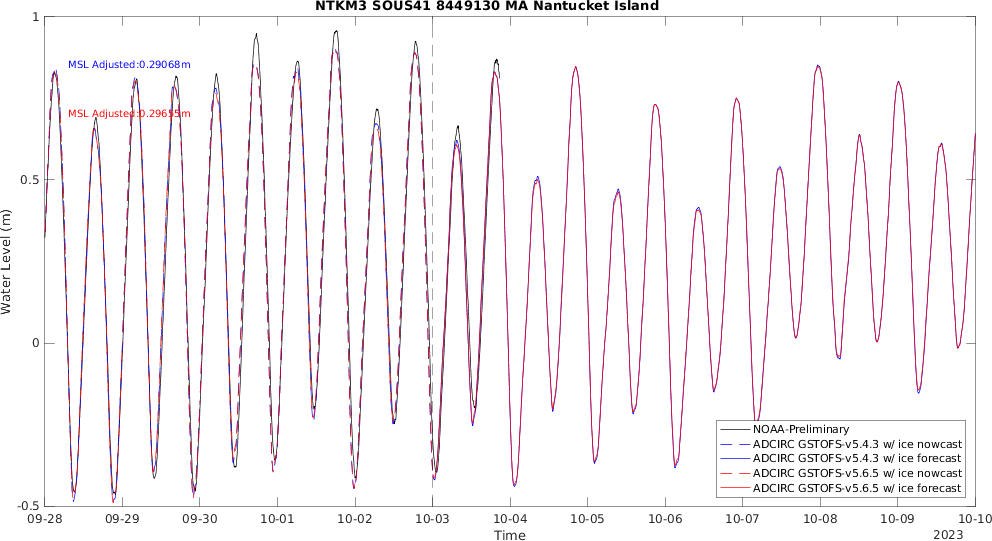 NTKM3 SOUS41 8449130 MA Nantucket Island
1
0.5
0
-0.5
Water Level (m)
MSL Adjusted:0.29068m
MSL Adjusted:0.29655m
NOAA-Preliminary
ADCIRC GSTOFS-v5.4.3 w/ ice nowcast
ADCIRC GSTOFS-v5.4.3 w/ ice forecast
ADCIRC GSTOFS-v5.6.5 w/ ice nowcast
ADCIRC GSTOFS-v5.6.5 w/ ice forecast
09-28 09-29 09-30 10-01 10-02 10-03 10-04 10-05 10-06 10-07 10-08 10-09 10-10
Time
2023